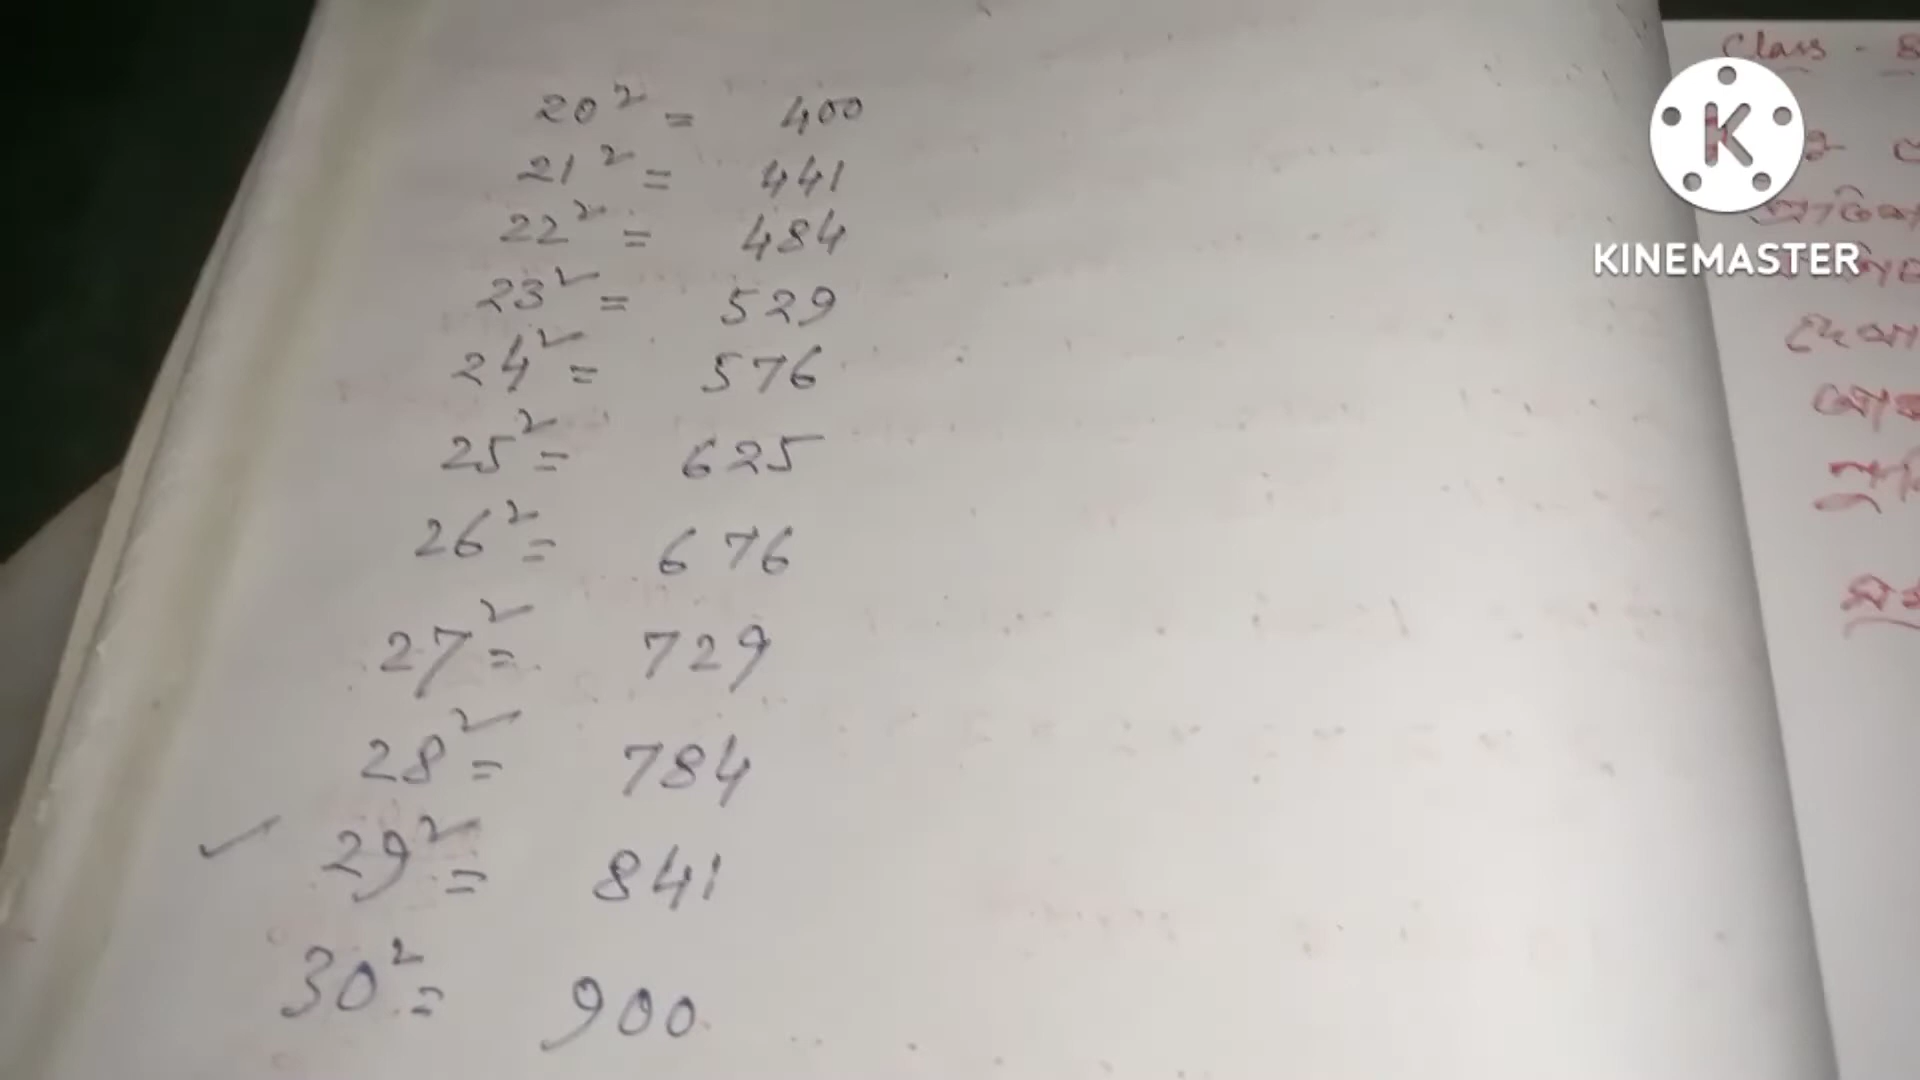 20² = 400
21² = 441
22² = 484
23² = 529
24² = 576
25² = 625
26² = 676
27² = 729
28² = 784
✓ 29² = 841
30² = 900
Class - 8
K
KINEMASTER